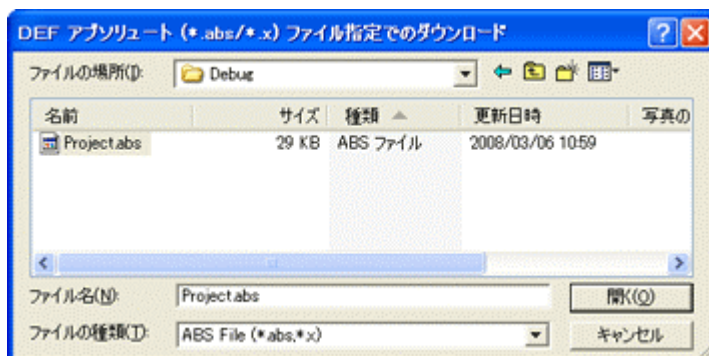 DEF アブソリュート (*.abs/*.x) ファイル指定でのダウンロード
ファイルの場所(I): Debug
名前 サイズ 種類 更新日時 写真の
Project.abs 29 KB ABS ファイル 2008/03/06 10:59
ファイル名(N): Project.abs 開く(O)
ファイルの種類(T): ABS File (*.abs,*.x) キャンセル